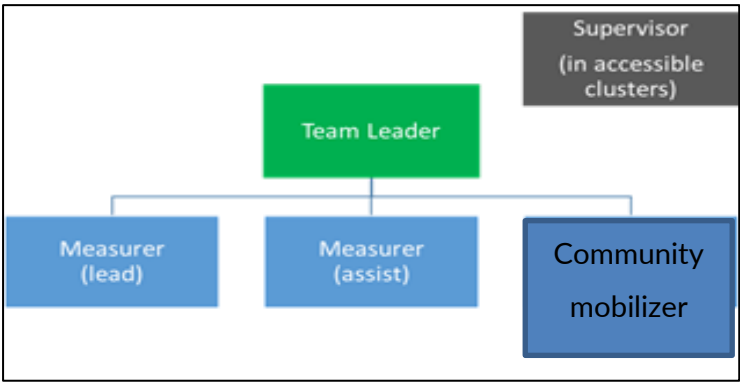 Supervisor
(in accessible
clusters)
Team Leader
Measurer
(lead)
Measurer
(assist)
Community
mobilizer